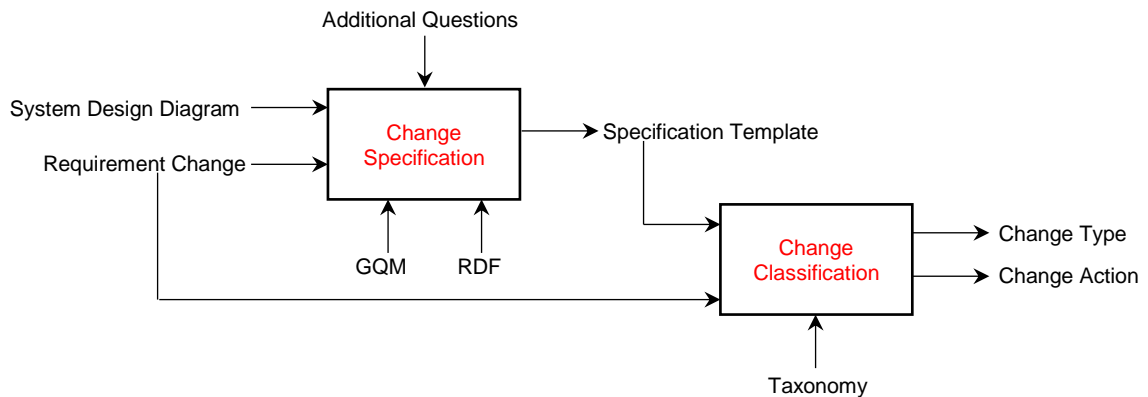 Additional Questions
System Design Diagram
Change
Specification
Specification Template
Requirement Change
GQM
RDF
Change
Classification
Change Type
Change Action
Taxonomy